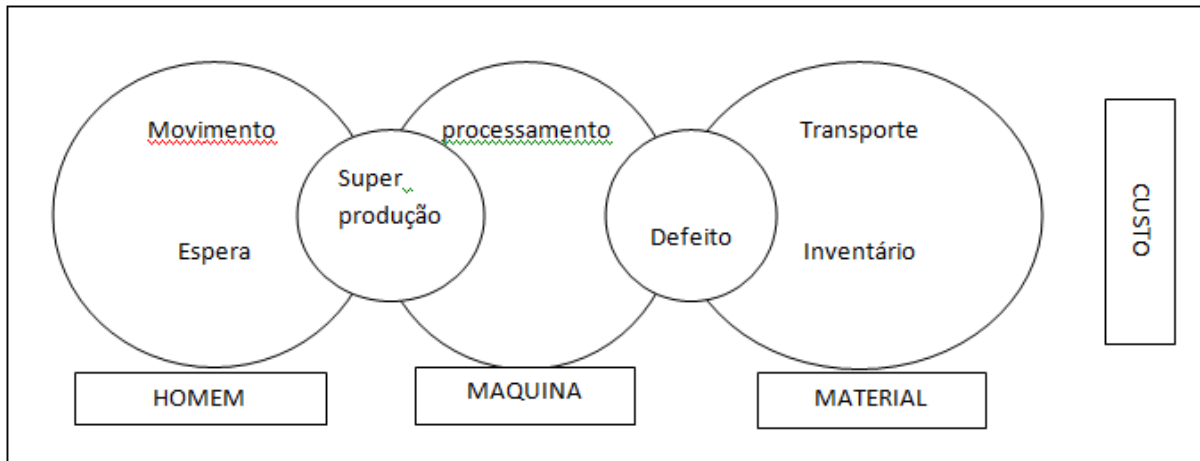 Movimento
Espera
Super
produção
processamento
Defeito
Transporte
Inventário
CUSTO
HOMEM
MAQUINA
MATERIAL